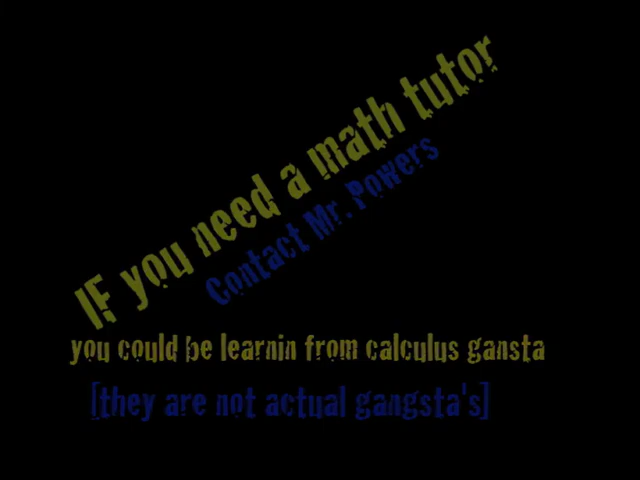 IF you need a math tutor
Contact Mr. Powers
you could be learnin from calculus gansta
[they are not actual gangsta's]